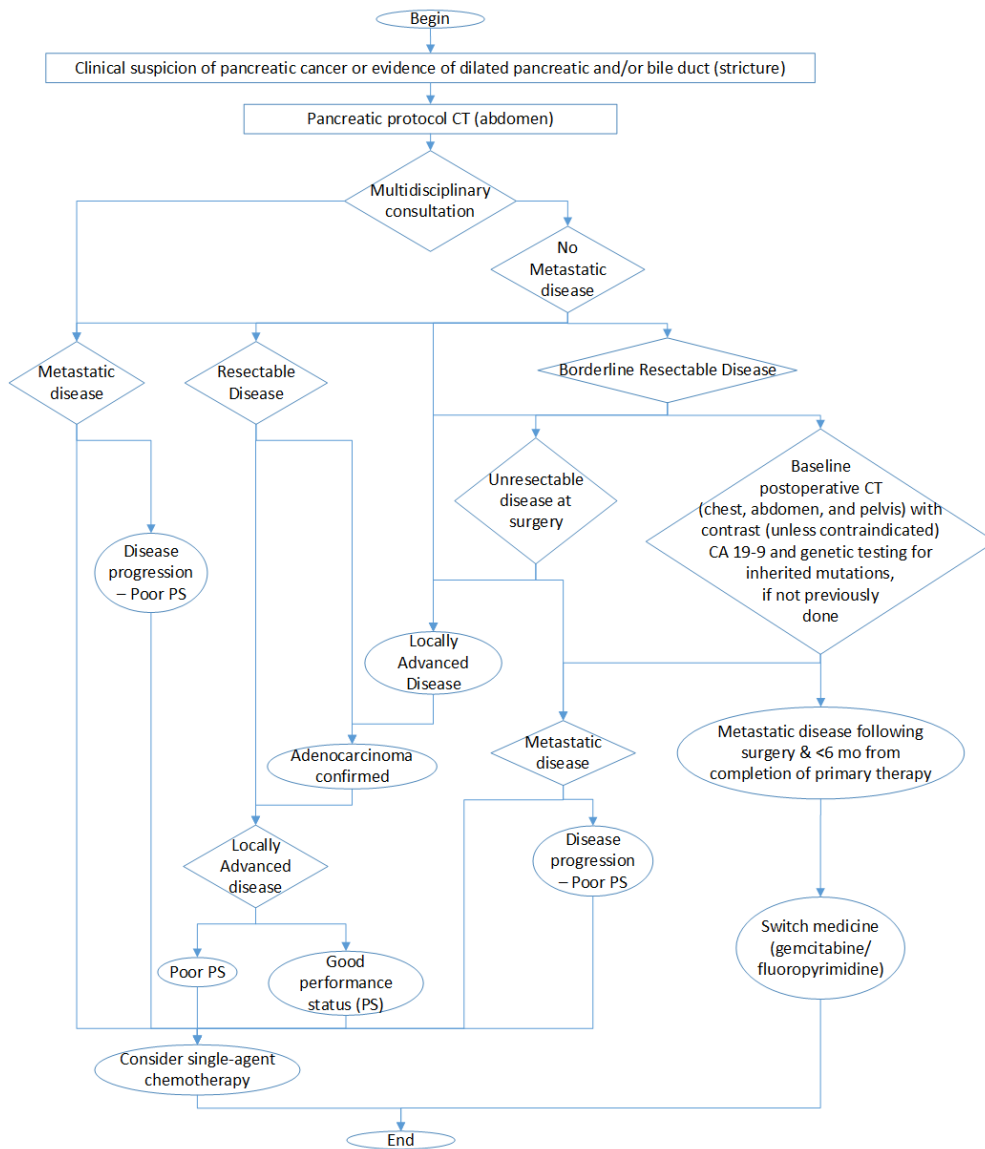 Begin
Clinical suspicion of pancreatic cancer or evidence of dilated pancreatic and/or bile duct (stricture)
Pancreatic protocol CT (abdomen)
Multidisciplinary
consultation
No
Metastatic
disease
Metastatic
disease
Resectable
Disease
Borderline Resectable Disease
Unresectable
disease at
surgery
Baseline
postoperative CT
(chest, abdomen, and pelvis) with
contrast (unless contraindicated)
CA 19-9 and genetic testing for
inherited mutations,
if not previously
done
Disease
progression
– Poor PS
Locally
Advanced
Disease
Metastatic
disease
Metastatic disease following
surgery & <6 mo from
completion of primary therapy
Adenocarcinoma
confirmed
Locally
Advanced
disease
Disease
progression
– Poor PS
Poor PS
Good
performance
status (PS)
Switch medicine
(gemcitabine/
fluoropyrimidine)
Consider single-agent
chemotherapy
End